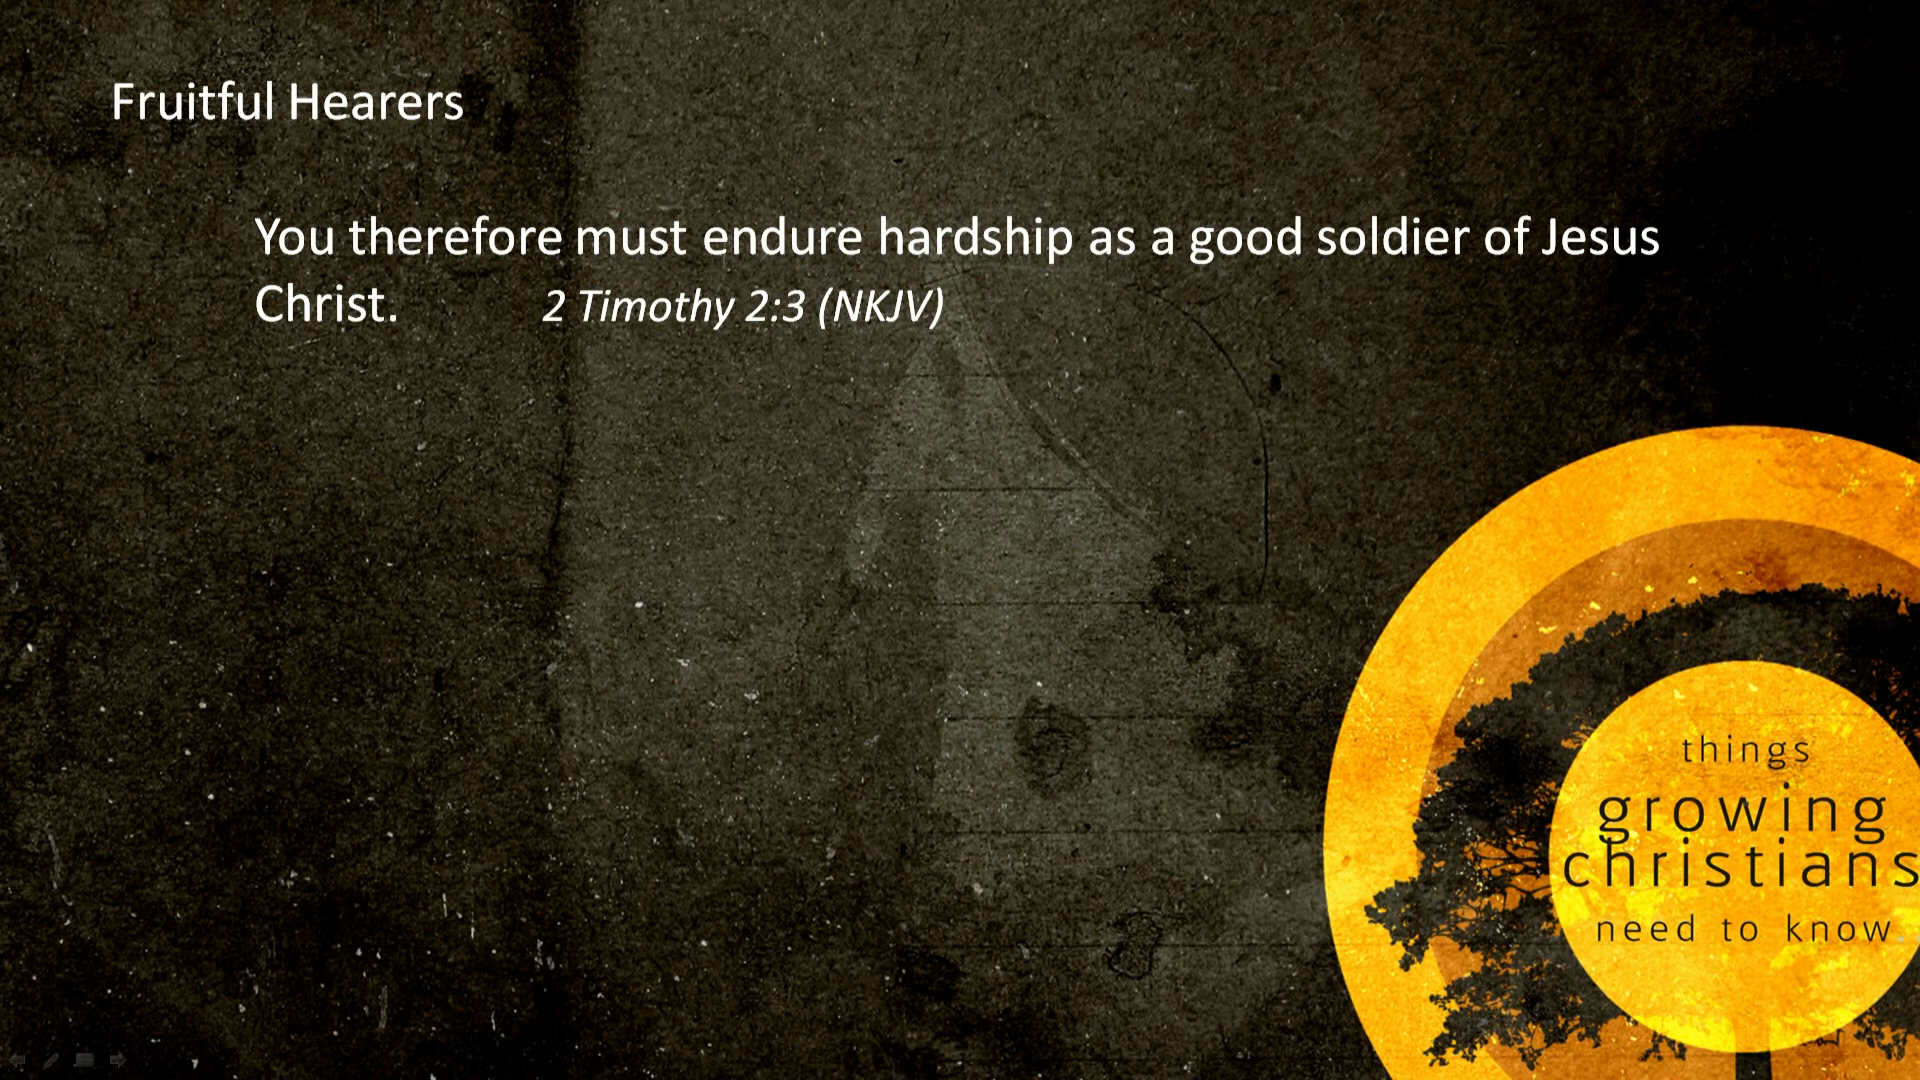 Fruitful Hearers
You therefore must endure hardship as a good soldier of Jesus
Christ. 2 Timothy 2:3 (NKJV)
things
growing
christians
need to know